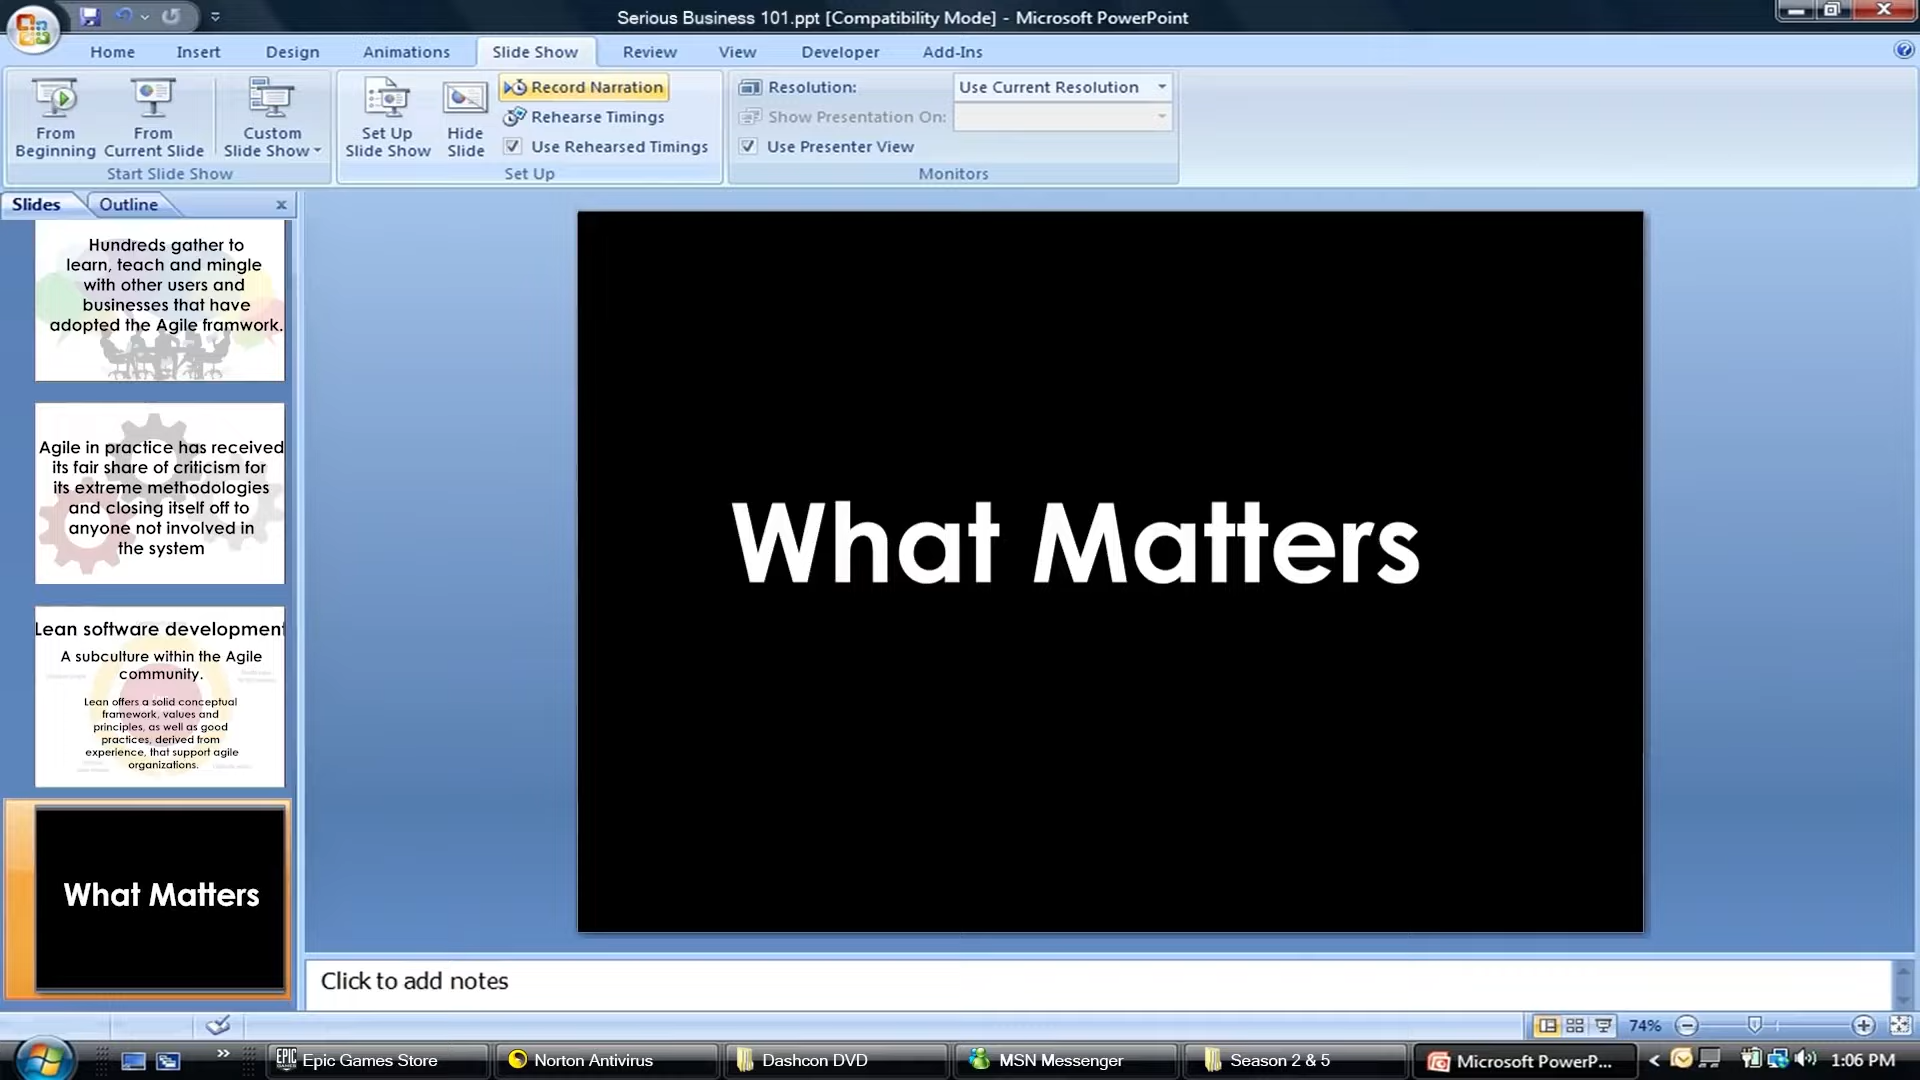 Serious Business 101.ppt [Compatibility Mode] - Microsoft PowerPoint
Home Insert Design Animations Slide Show Review View Developer Add-Ins
From Beginning
From Current Slide
Custom Slide Show
Start Slide Show
Set Up Slide Show
Hide Slide
Record Narration
Rehearse Timings
Use Rehearsed Timings
Set Up
Resolution: Use Current Resolution
Show Presentation On:
Use Presenter View
Monitors
Slides Outline
Hundreds gather to
learn, teach and mingle
with other users and
businesses that have
adopted the Agile framwork.
Agile in practice has received
its fair share of criticism for
its extreme methodologies
and closing itself off to
anyone not involved in
the system
Lean software development
A subculture within the Agile
community.
Lean offers a solid conceptual
framework, values and
principles, as well as good
practices, derived from
experience, that support agile
organizations.
What Matters
What Matters
Click to add notes
74%
EPIC GAMES Epic Games Store Norton Antivirus Dashcon DVD MSN Messenger Season 2 & 5 Microsoft PowerP... 1:06 PM